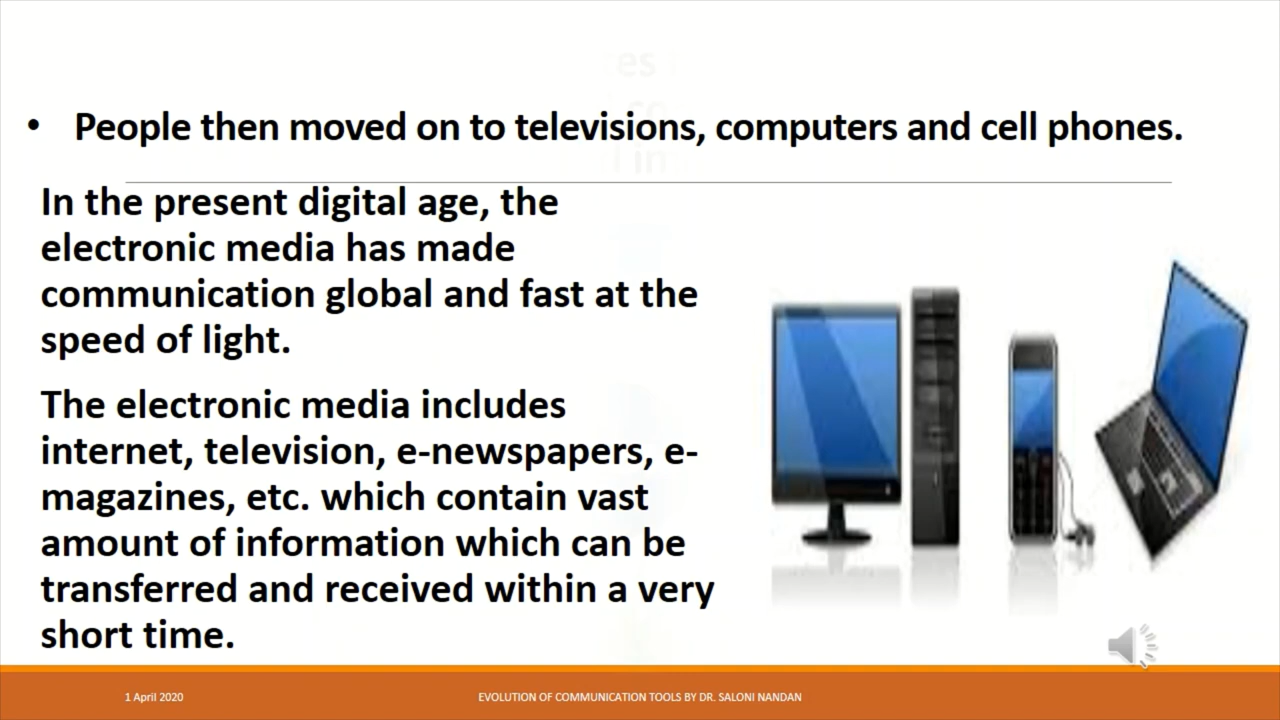 • People then moved on to televisions, computers and cell phones.
In the present digital age, the
electronic media has made
communication global and fast at the
speed of light.
The electronic media includes
internet, television, e-newspapers, e-
magazines, etc. which contain vast
amount of information which can be
transferred and received within a very
short time.
1 April 2020
EVOLUTION OF COMMUNICATION TOOLS BY DR. SALONI NANDAN